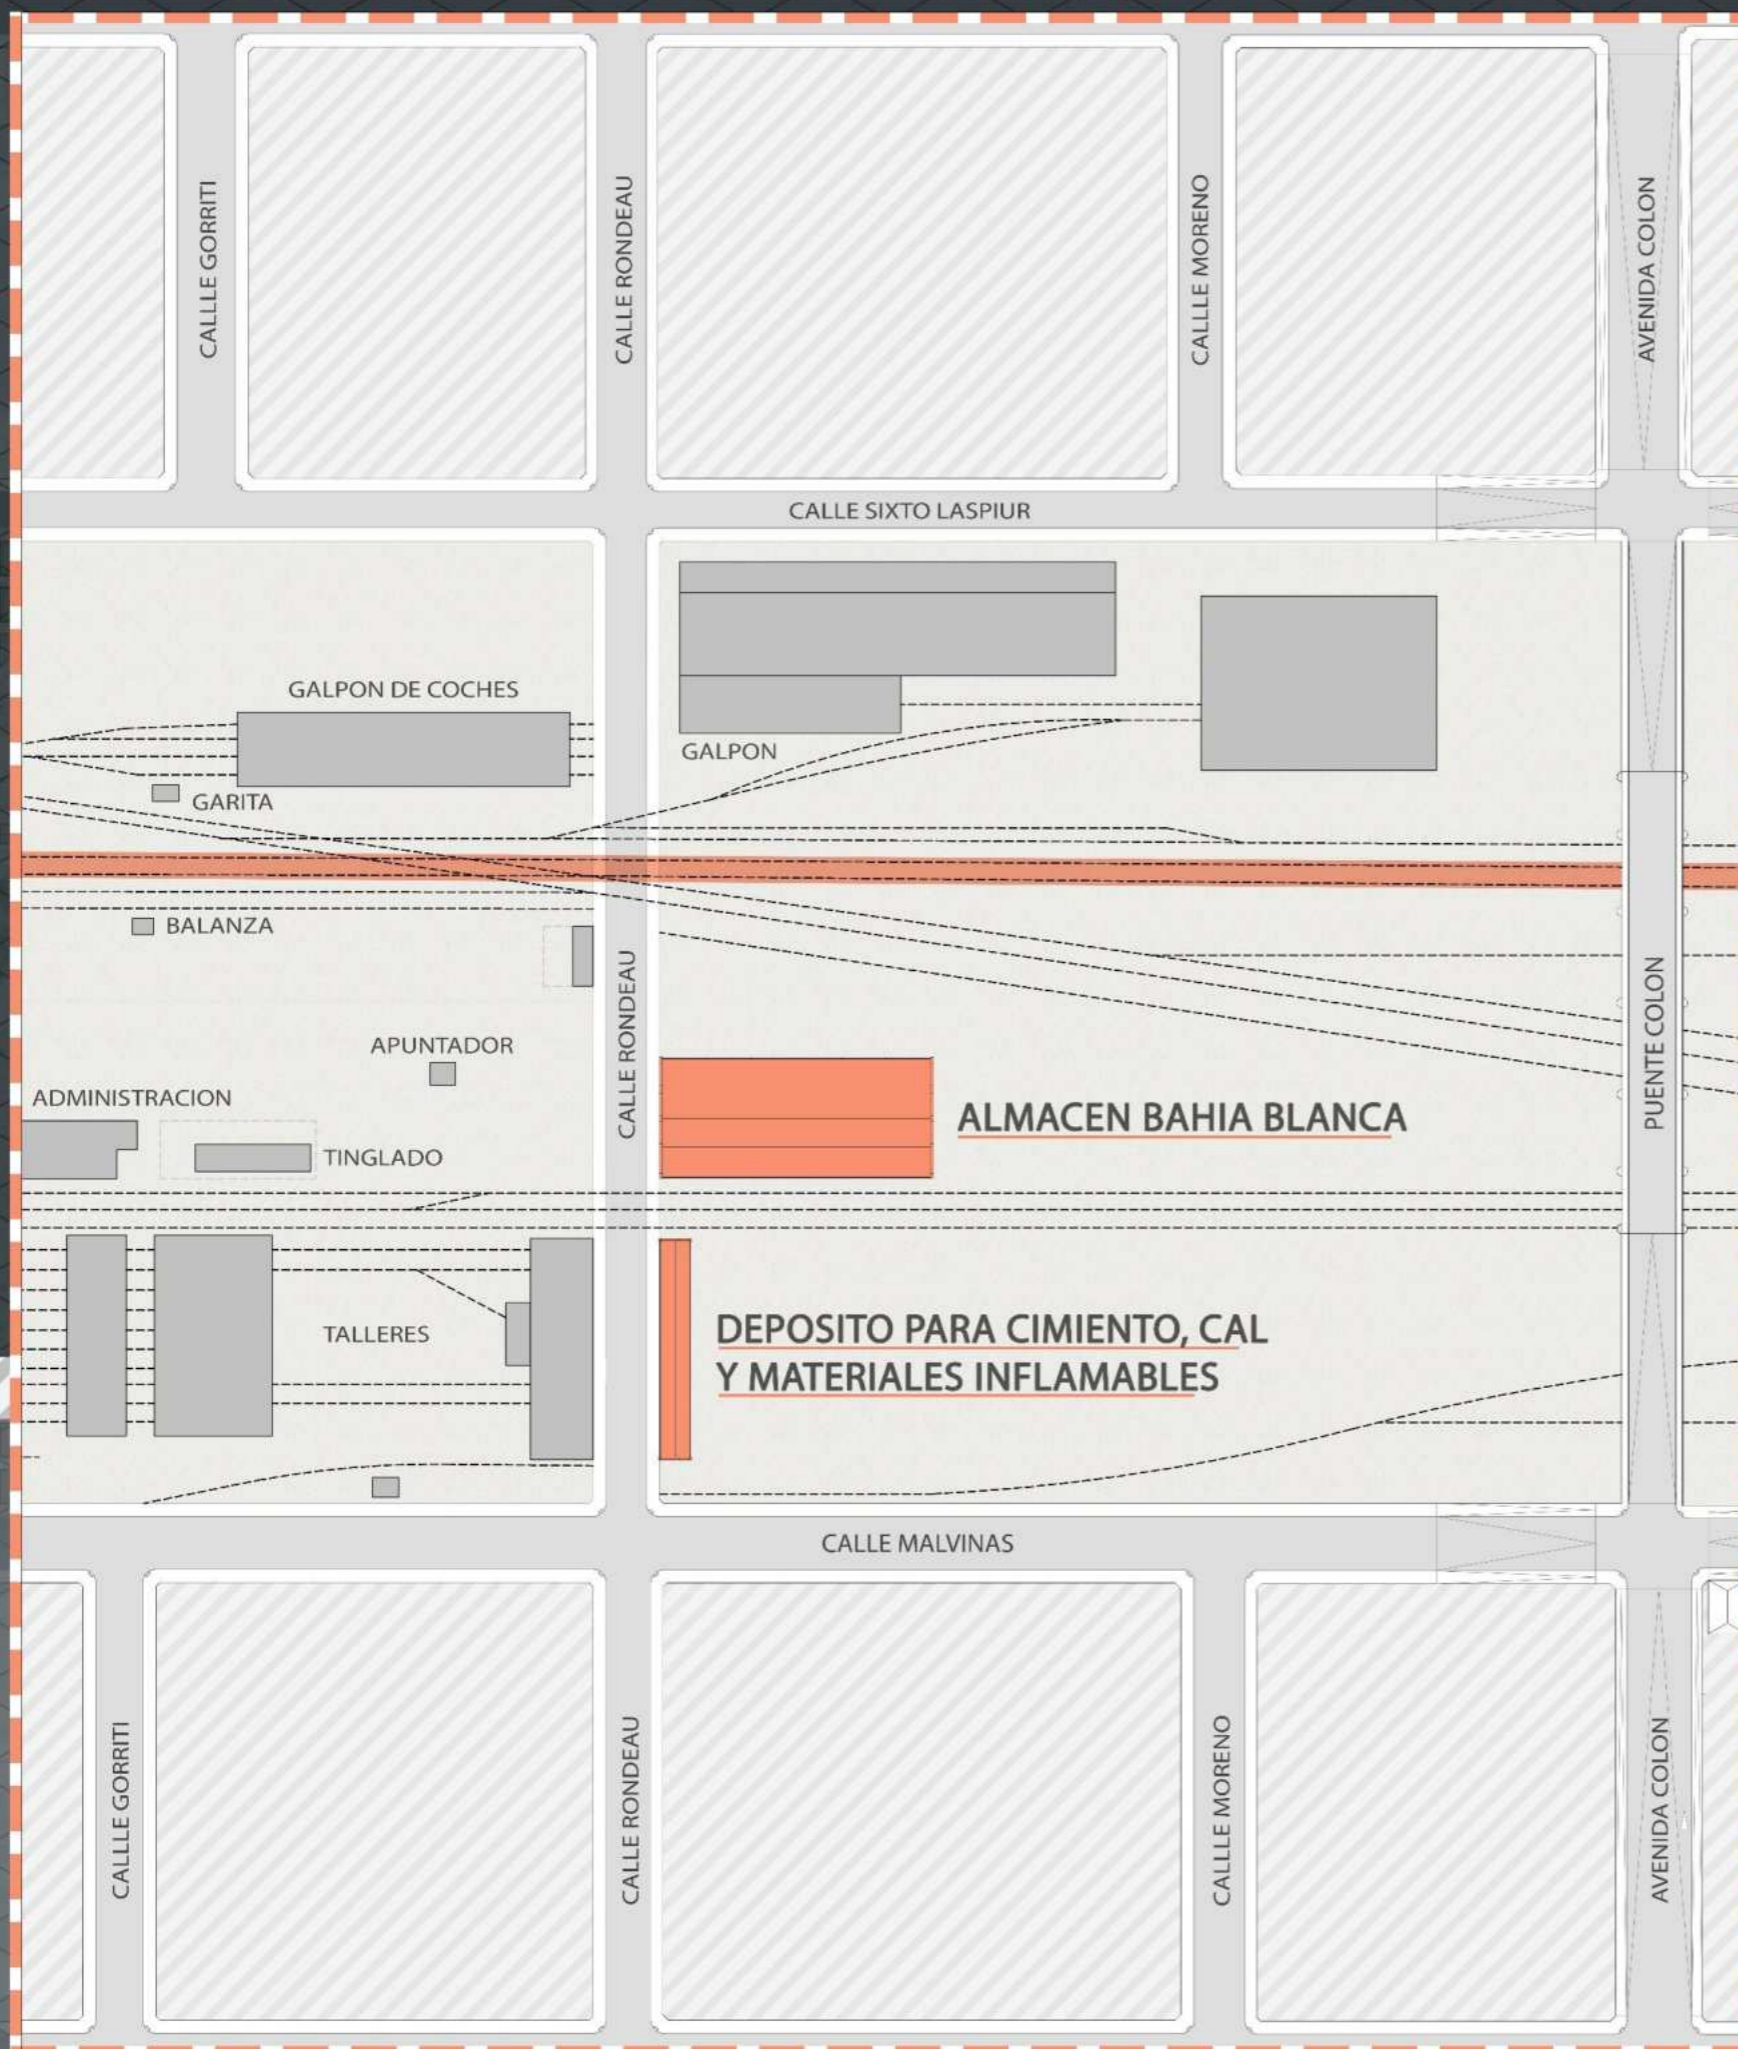 CALLLE GORRITI
CALLE RONDEAU
CALLLE MORENO
AVENIDA COLON
CALLE SIXTO LASPIUR
GALPON DE COCHES
GALPON
GARITA
BALANZA
CALLE RONDEAU
PUENTE COLON
APUNTADOR
ADMINISTRACION
ALMACEN BAHIA BLANCA
TINGLADO
TALLERES
DEPOSITO PARA CIMIENTO, CAL
Y MATERIALES INFLAMABLES
CALLE MALVINAS
CALLLE GORRITI
CALLE RONDEAU
CALLLE MORENO
AVENIDA COLON